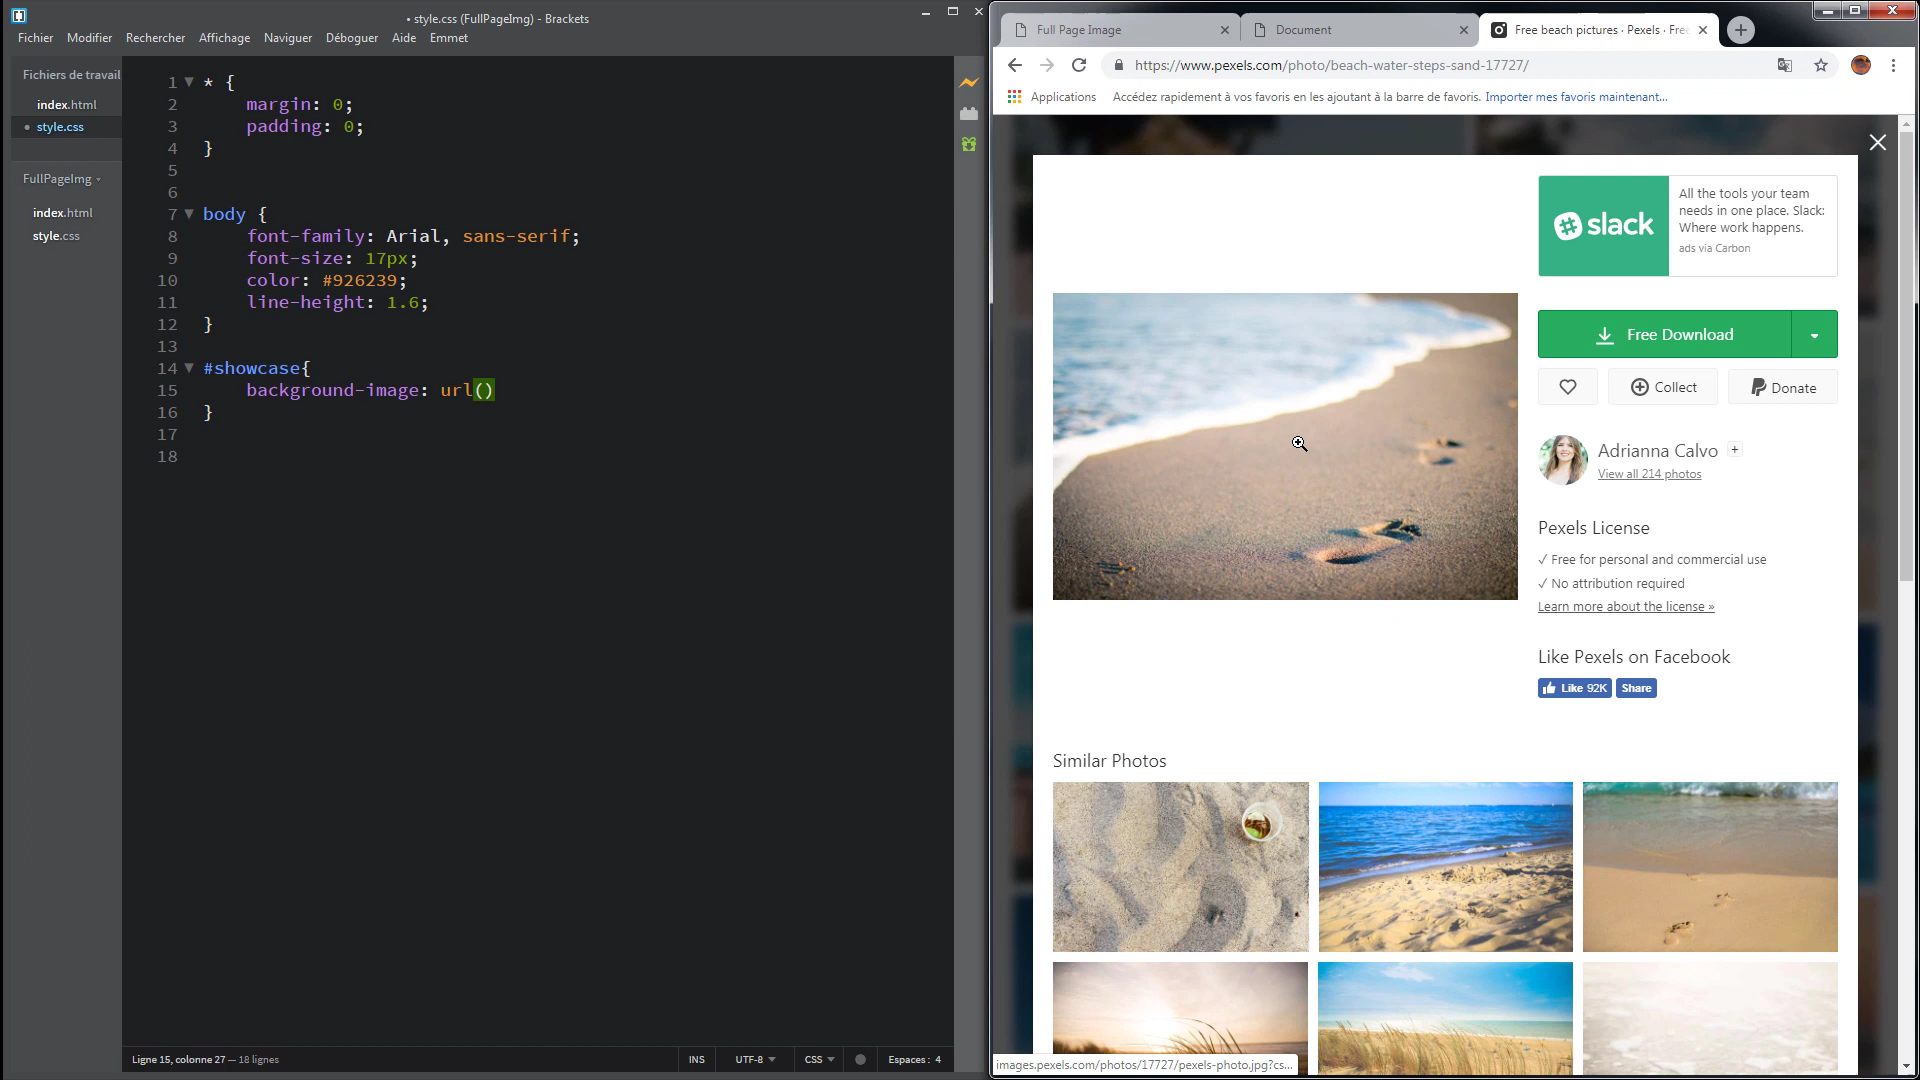 • style.css (FullPageImg) - Brackets
Fichier Modifier Rechercher Affichage Naviguer Déboguer Aide Emmet
Fichiers de travail
index.html
• style.css
FullPageImg
index.html
style.css
1 * {
2 margin: 0;
3 padding: 0;
4 }
5
6
7 body {
8 font-family: Arial, sans-serif;
9 font-size: 17px;
10 color: #926239;
11 line-height: 1.6;
12 }
13
14 #showcase{
15 background-image: url()
16 }
17
18
Ligne 15, colonne 27 — 18 lignes
INS UTF-8 CSS Espaces: 4
Full Page Image Document Free beach pictures · Pexels · Fre
https://www.pexels.com/photo/beach-water-steps-sand-17727/
Applications Accédez rapidement à vos favoris en les ajoutant à la barre de favoris. Importer mes favoris maintenant...
slack
All the tools your team
needs in one place. Slack:
Where work happens.
ads via Carbon
Free Download
Collect Donate
Adrianna Calvo +
View all 214 photos
Pexels License
✓ Free for personal and commercial use
✓ No attribution required
Learn more about the license »
Like Pexels on Facebook
Like 92K Share
Similar Photos
images.pexels.com/photos/17727/pexels-photo.jpg?cs...